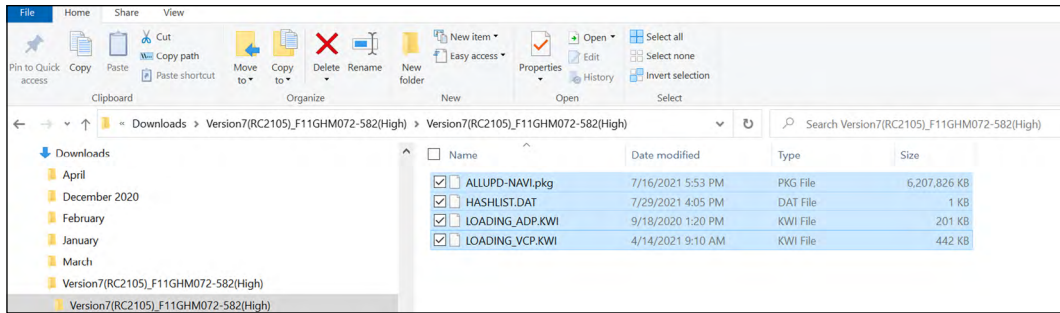 File Home Share View
Pin to Quick access
Copy
Paste
Cut
Copy path
Paste shortcut
Move to
Copy to
Delete
Rename
New folder
New item
Easy access
Properties
Open
Edit
History
Select all
Select none
Invert selection
Clipboard Organize New Open Select
« Downloads > Version7(RC2105)_F11GHM072-582(High) > Version7(RC2105)_F11GHM072-582(High)
Search Version7(RC2105)_F11GHM072-582(High)
Downloads
April
December 2020
February
January
March
Version7(RC2105)_F11GHM072-582(High)
Version7(RC2105)_F11GHM072-582(High)
Name Date modified Type Size
ALLUPD-NAVI.pkg 7/16/2021 5:53 PM PKG File 6,207,826 KB
HASHLIST.DAT 7/29/2021 4:05 PM DAT File 1 KB
LOADING_ADP.KWI 9/18/2020 1:20 PM KWI File 201 KB
LOADING_VCP.KWI 4/14/2021 9:10 AM KWI File 442 KB